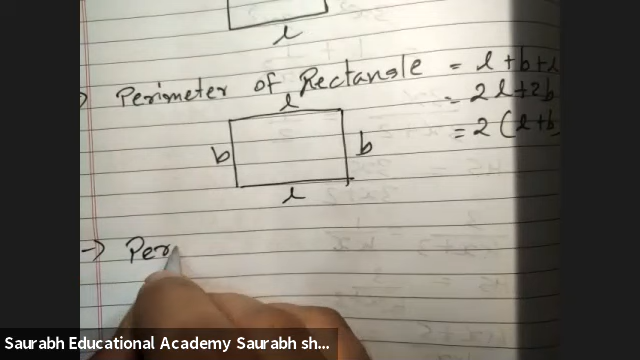 l
Perimeter of Rectangle = l + b + l
= 2l + 2b
= 2 (l + b
l
b
b
l
→ Per
Saurabh Educational Academy Saurabh sh...